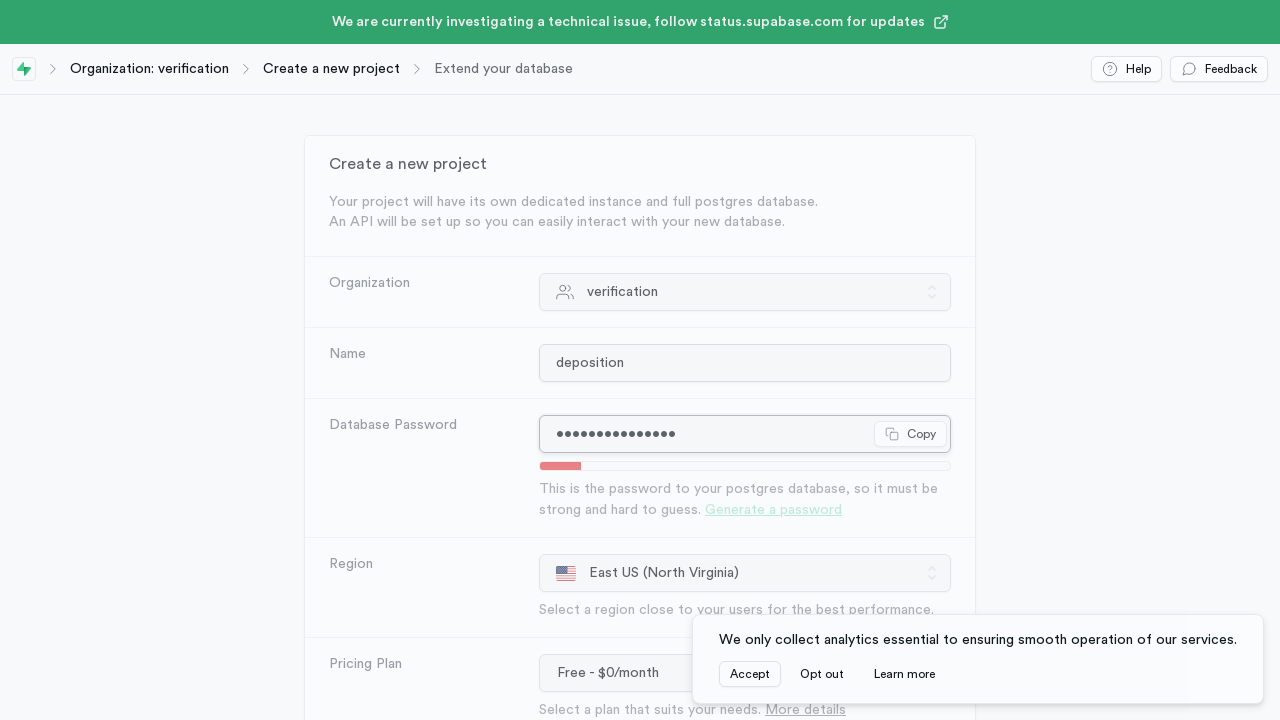 We are currently investigating a technical issue, follow status.supabase.com for updates
Organization: verification
Create a new project
Extend your database
Help
Feedback
Create a new project
Your project will have its own dedicated instance and full postgres database.
An API will be set up so you can easily interact with your new database.
Organization
verification
Name
deposition
Database Password
•••••••••••••••
Copy
This is the password to your postgres database, so it must be
strong and hard to guess. Generate a password
Region
East US (North Virginia)
Select a region close to your users for the best performance.
Pricing Plan
Free - $0/month
Select a plan that suits your needs. More details
We only collect analytics essential to ensuring smooth operation of our services.
Accept
Opt out
Learn more